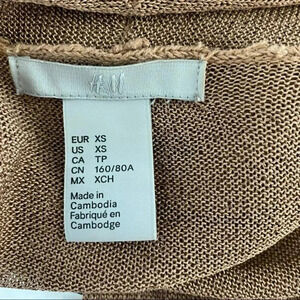 H&M
EUR XS
US XS
CA TP
CN 160/80A
MX XCH
Made in
Cambodia
Fabriqué en
Cambodge